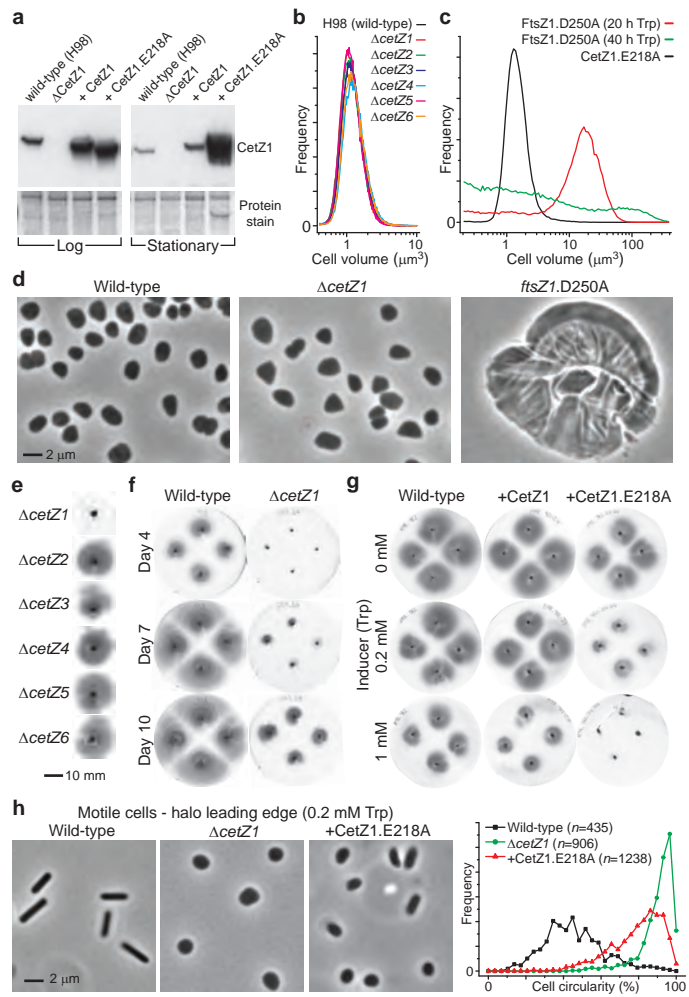 a
wild-type (H98)
ΔCetZ1
+ CetZ1
+ CetZ1.E218A
wild-type (H98)
ΔCetZ1
+ CetZ1
+ CetZ1.E218A
CetZ1
Protein
stain
Log
Stationary
b
H98 (wild-type)
ΔcetZ1
ΔcetZ2
ΔcetZ3
ΔcetZ4
ΔcetZ5
ΔcetZ6
Frequency
0
1
10
Cell volume (μm³)
c
FtsZ1.D250A (20 h Trp)
FtsZ1.D250A (40 h Trp)
CetZ1.E218A
Frequency
0
1
10
100
Cell volume (μm³)
d
Wild-type
ΔcetZ1
ftsZ1.D250A
2 μm
e
ΔcetZ1
ΔcetZ2
ΔcetZ3
ΔcetZ4
ΔcetZ5
ΔcetZ6
10 mm
f
Wild-type
ΔcetZ1
Day 4
Day 7
Day 10
g
Wild-type
+CetZ1
+CetZ1.E218A
0 mM
Inducer (Trp)
0.2 mM
1 mM
h
Motile cells - halo leading edge (0.2 mM Trp)
Wild-type
ΔcetZ1
+CetZ1.E218A
2 μm
Wild-type (n=435)
ΔcetZ1 (n=906)
+CetZ1.E218A (n=1238)
Frequency
0
0
100
Cell circularity (%)